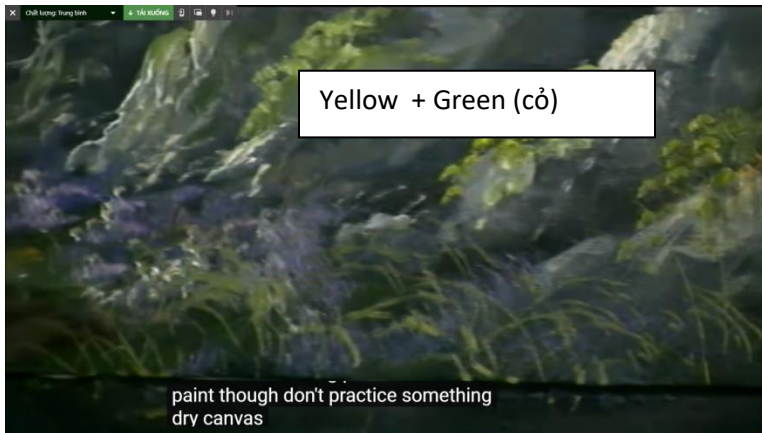 Chất lượng: Trung bình
TẢI XUỐNG
Yellow + Green (cỏ)
paint though don't practice something
dry canvas